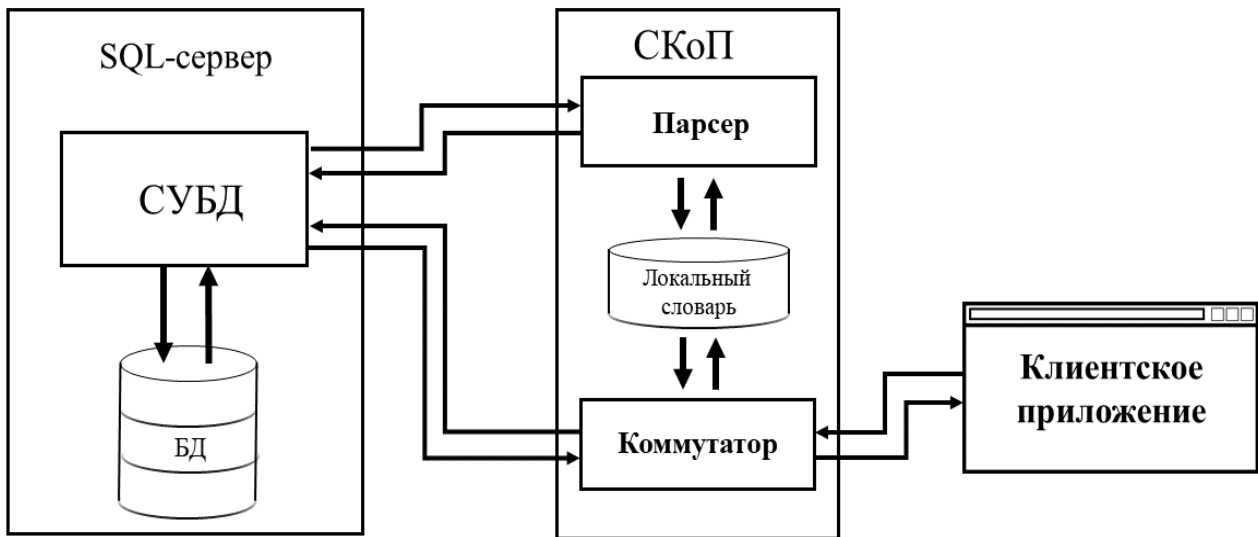 SQL-сервер
СУБД
БД
СКоП
Парсер
Локальный
словарь
Коммутатор
Клиентское
приложение